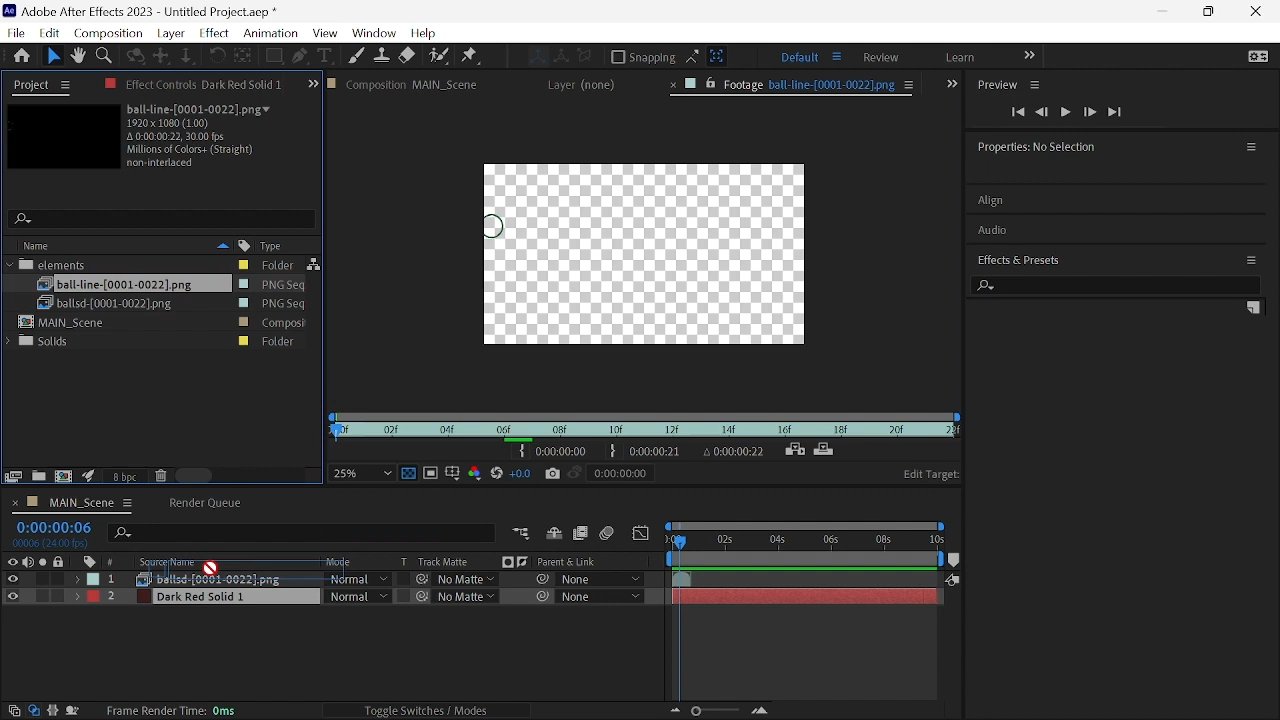 Ae Adobe After Effects 2023 - Untitled Project.aep *
File Edit Composition Layer Effect Animation View Window Help
Snapping Default Review Learn
Project Effect Controls Dark Red Solid 1 Composition MAIN_Scene Layer (none) Footage ball-line-[0001-0022].png Preview
ball-line-[0001-0022].png
1920 x 1080 (1.00)
Δ 0:00:00:22, 30.00 fps
Millions of Colors+ (Straight)
non-interlaced
Properties: No Selection
Align
Audio
Effects & Presets
Name Type
elements Folder
ball-line-[0001-0022].png PNG Seq
ballsd-[0001-0022].png PNG Seq
MAIN_Scene Composi
Solids Folder
02f 04f 06f 08f 10f 12f 14f 16f 18f 20f
0:00:00:00 0:00:00:21 Δ 0:00:00:22
8 bpc 25% +0.0 0:00:00:00 Edit Target:
MAIN_Scene Render Queue
0:00:00:06
00006 (24.00 fps)
02s 04s 06s 08s 10s
# Source Name Mode T Track Matte Parent & Link
1 ballsd-[0001-0022].png Normal No Matte None
2 Dark Red Solid 1 Normal No Matte None
Frame Render Time: 0ms Toggle Switches / Modes